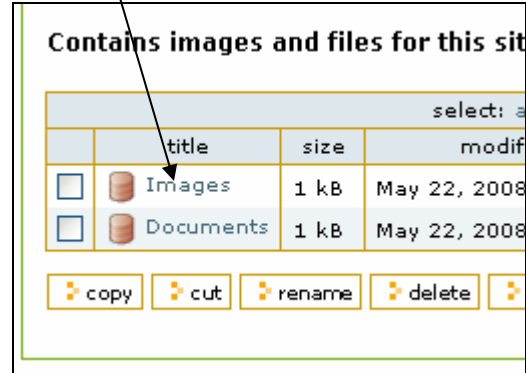 Contains images and files for this sit
select: a
title size modif
Images 1 kB May 22, 2008
Documents 1 kB May 22, 2008
copy cut rename delete